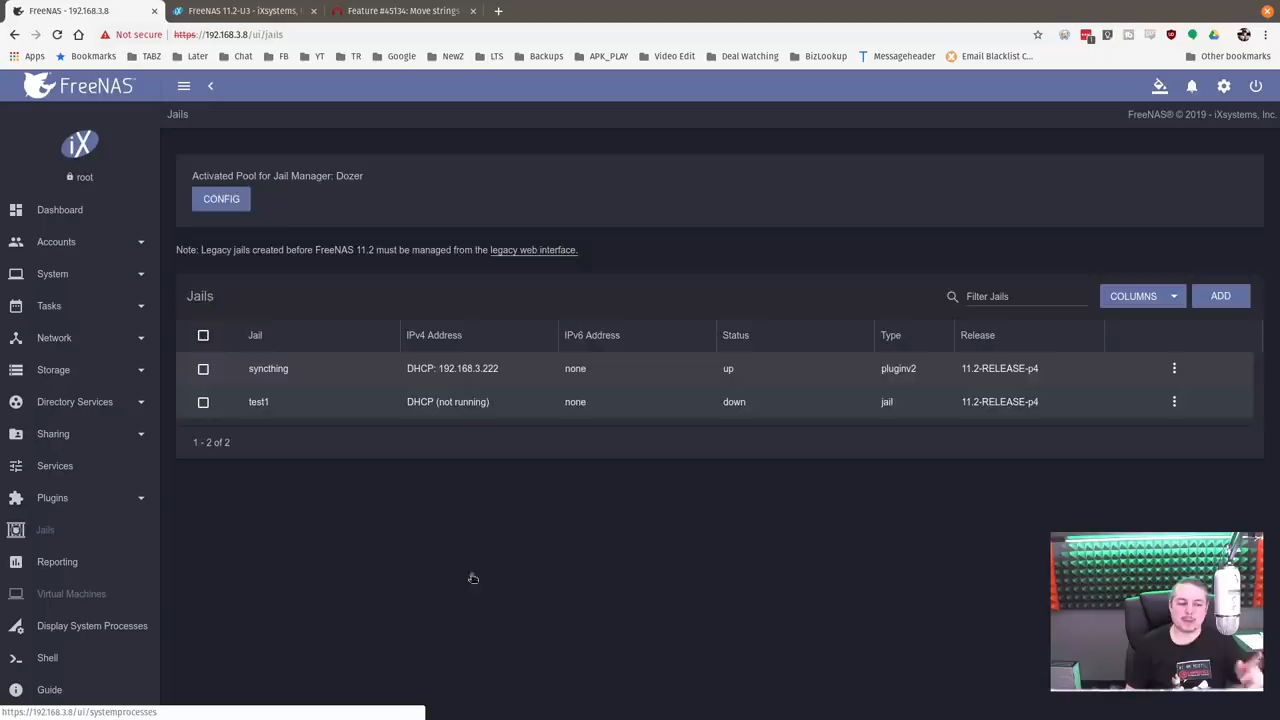 FreeNAS - 192.168.3.8
FreeNAS 11.2-U3 - iXsystems,
Feature #45134: Move strings
Not secure
https://192.168.3.8/ui/jails
Apps
Bookmarks
TABZ
Later
Chat
FB
YT
TR
Google
NewZ
LTS
Backups
APK_PLAY
Video Edit
Deal Watching
BizLookup
Messageheader
Email Blacklist C...
Other bookmarks
FreeNAS
Jails
FreeNAS® © 2019 - iXsystems, Inc.
iX
root
Dashboard
Accounts
System
Tasks
Network
Storage
Directory Services
Sharing
Services
Plugins
Jails
Reporting
Virtual Machines
Display System Processes
Shell
Guide
Activated Pool for Jail Manager: Dozer
CONFIG
Note: Legacy jails created before FreeNAS 11.2 must be managed from the legacy web interface.
Jails
Filter Jails
COLUMNS
ADD
Jail IPv4 Address IPv6 Address Status Type Release
syncthing DHCP: 192.168.3.222 none up pluginv2 11.2-RELEASE-p4
test1 DHCP (not running) none down jail 11.2-RELEASE-p4
1 - 2 of 2
https://192.168.3.8/ui/systemprocesses